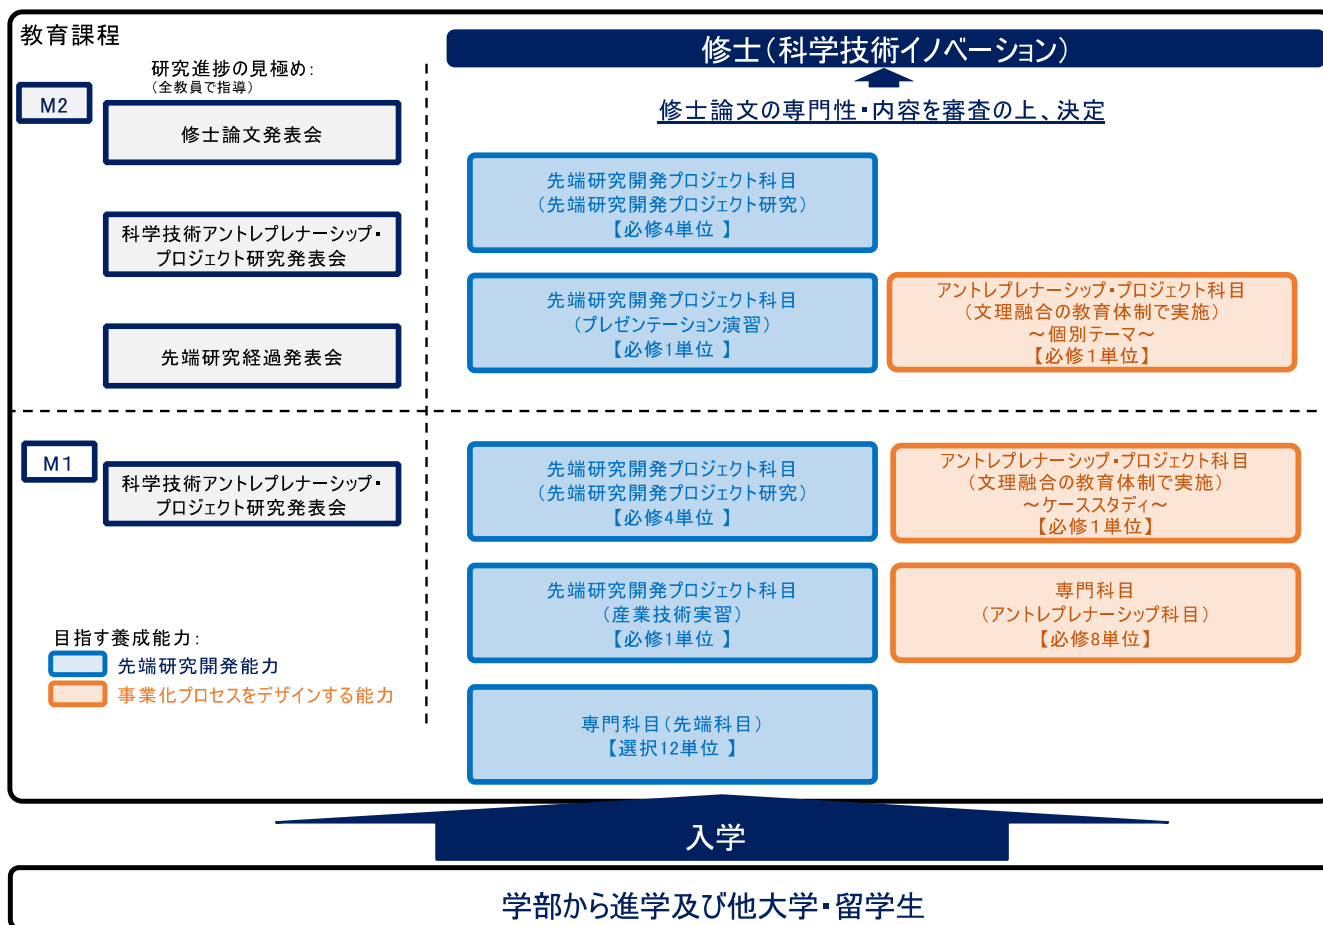 教育課程
修士(科学技術イノベーション)
修士論文の専門性・内容を審査の上、決定
M2
研究進捗の見極め:
(全教員で指導)
修士論文発表会
科学技術アントレプレナーシップ・
プロジェクト研究発表会
先端研究経過発表会
先端研究開発プロジェクト科目
(先端研究開発プロジェクト研究)
【必修4単位 】
先端研究開発プロジェクト科目
(プレゼンテーション演習)
【必修1単位 】
アントレプレナーシップ・プロジェクト科目
(文理融合の教育体制で実施)
~個別テーマ~
【必修1単位】
M1
科学技術アントレプレナーシップ・
プロジェクト研究発表会
先端研究開発プロジェクト科目
(先端研究開発プロジェクト研究)
【必修4単位 】
アントレプレナーシップ・プロジェクト科目
(文理融合の教育体制で実施)
~ケーススタディ~
【必修1単位】
先端研究開発プロジェクト科目
(産業技術実習)
【必修1単位 】
専門科目
(アントレプレナーシップ科目)
【必修8単位】
専門科目(先端科目)
【選択12単位 】
目指す養成能力:
先端研究開発能力
事業化プロセスをデザインする能力
入学
学部から進学及び他大学・留学生